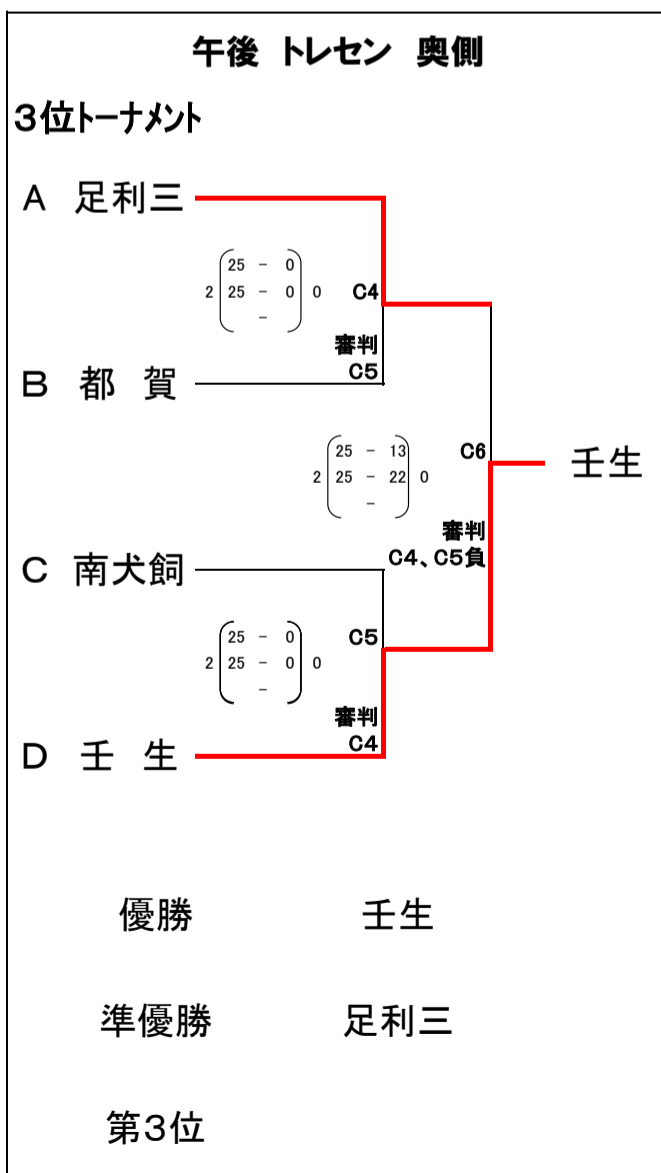 午後 トレセン 奥側
３位トーナメント
A 足利三
25 - 0
2 25 - 0 0 C4
-
審判
C5
B 都 賀
25 - 13 C6
2 25 - 22 0
-
壬生
審判
C4、C5負
C 南犬飼
25 - 0 C5
2 25 - 0 0
-
審判
C4
D 壬 生
優勝 壬生
準優勝 足利三
第３位